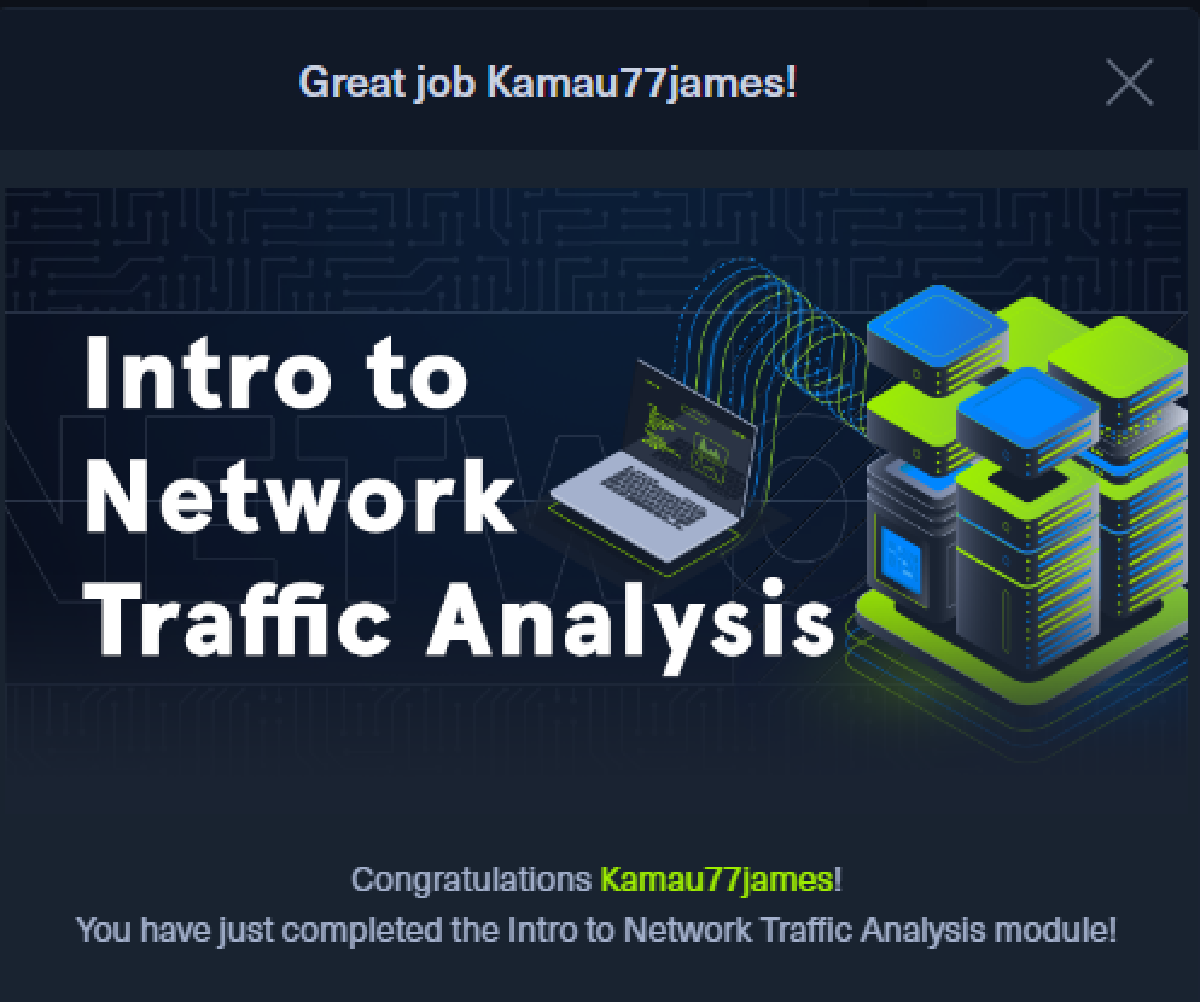 Great job Kamau77james!
Intro to
Network
Traffic Analysis
Congratulations Kamau77james!
You have just completed the Intro to Network Traffic Analysis module!